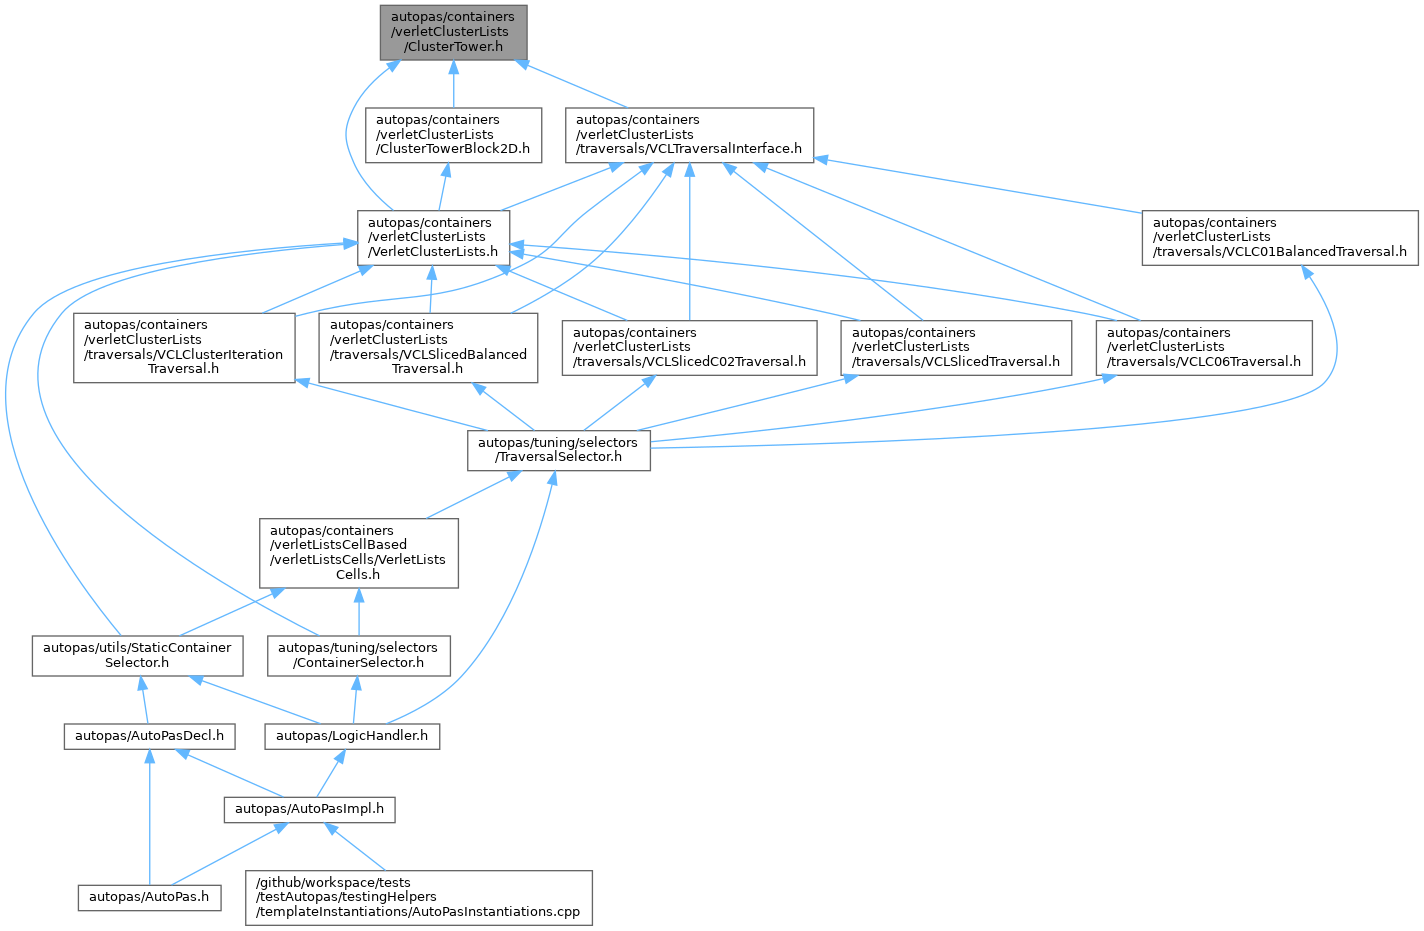 autopas/containers
/verletClusterLists
/ClusterTower.h
autopas/containers
/verletClusterLists
/ClusterTowerBlock2D.h
autopas/containers
/verletClusterLists
/traversals/VCLTraversalInterface.h
autopas/containers
/verletClusterLists
/VerletClusterLists.h
autopas/containers
/verletClusterLists
/traversals/VCLC01BalancedTraversal.h
autopas/containers
/verletClusterLists
/traversals/VCLClusterIteration
Traversal.h
autopas/containers
/verletClusterLists
/traversals/VCLSlicedBalanced
Traversal.h
autopas/containers
/verletClusterLists
/traversals/VCLSlicedC02Traversal.h
autopas/containers
/verletClusterLists
/traversals/VCLSlicedTraversal.h
autopas/containers
/verletClusterLists
/traversals/VCLC06Traversal.h
autopas/tuning/selectors
/TraversalSelector.h
autopas/containers
/verletListsCellBased
/verletListsCells/VerletLists
Cells.h
autopas/utils/StaticContainer
Selector.h
autopas/tuning/selectors
/ContainerSelector.h
autopas/AutoPasDecl.h
autopas/LogicHandler.h
autopas/AutoPasImpl.h
autopas/AutoPas.h
/github/workspace/tests
/testAutopas/testingHelpers
/templateInstantiations/AutoPasInstantiations.cpp